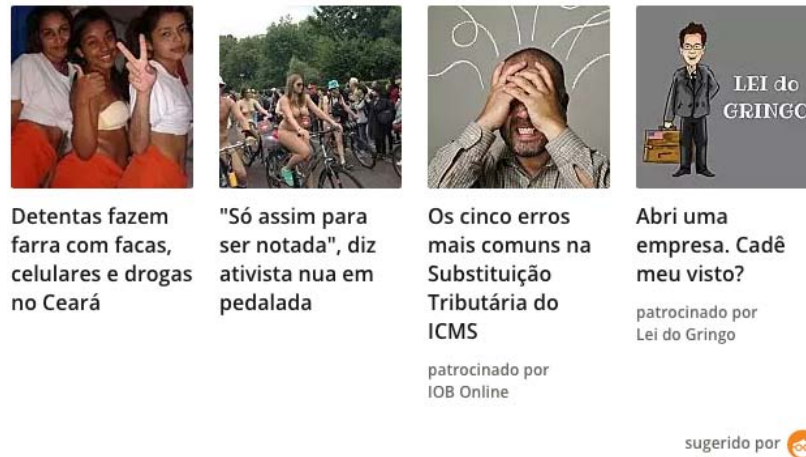 LEI do
GRINGO
Detentas fazem
farra com facas,
celulares e drogas
no Ceará
"Só assim para
ser notada", diz
ativista nua em
pedalada
Os cinco erros
mais comuns na
Substituição
Tributária do
ICMS
patrocinado por
IOB Online
Abri uma
empresa. Cadê
meu visto?
patrocinado por
Lei do Gringo
sugerido por